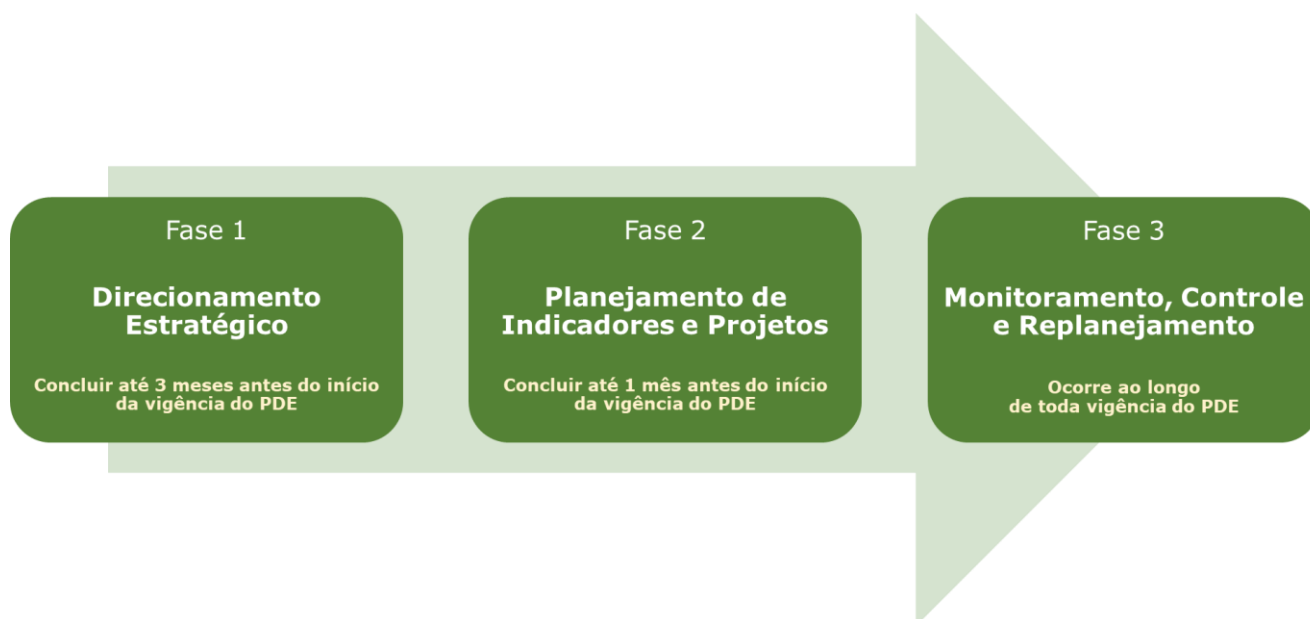 Fase 1
Direcionamento
Estratégico
Concluir até 3 meses antes do início
da vigência do PDE
Fase 2
Planejamento de
Indicadores e Projetos
Concluir até 1 mês antes do início
da vigência do PDE
Fase 3
Monitoramento, Controle
e Replanejamento
Ocorre ao longo
de toda vigência do PDE